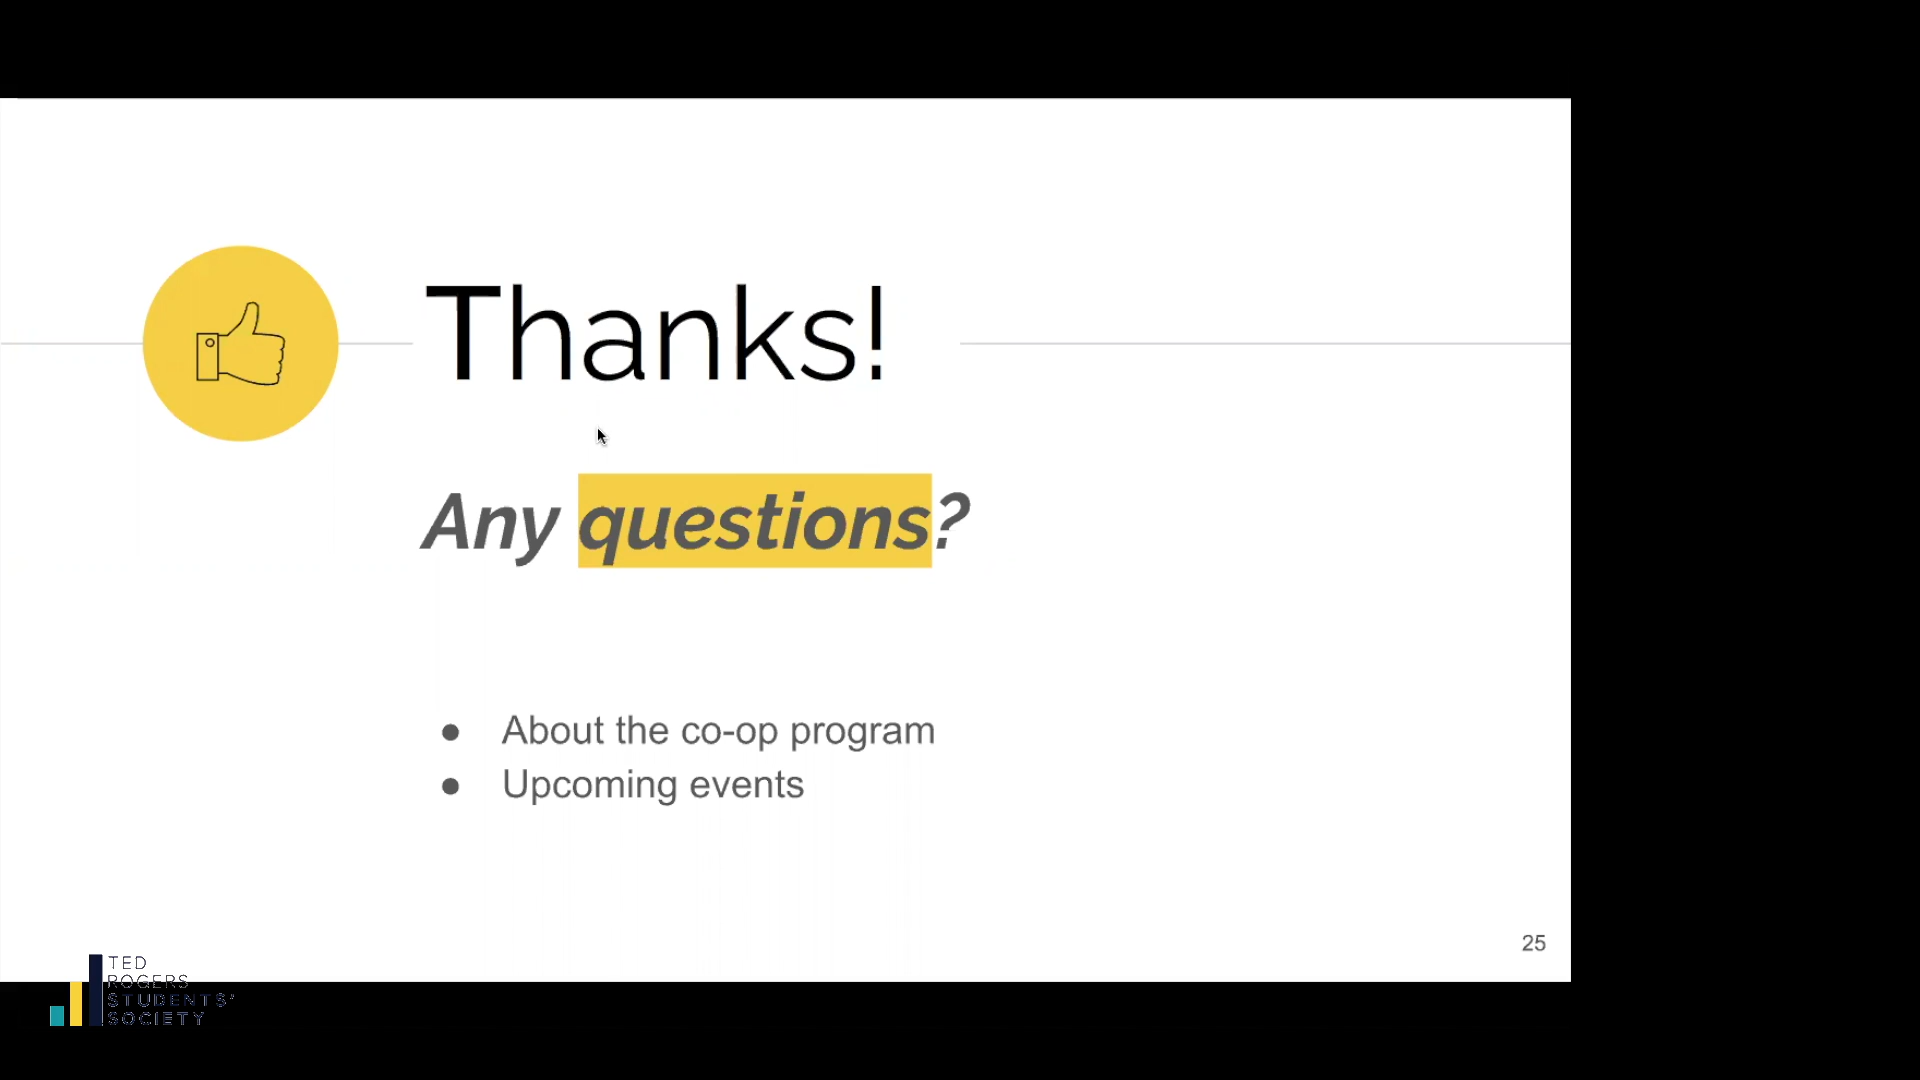 Thanks!
Any questions?
● About the co-op program
● Upcoming events
25
TED
ROGERS
STUDENTS'
SOCIETY